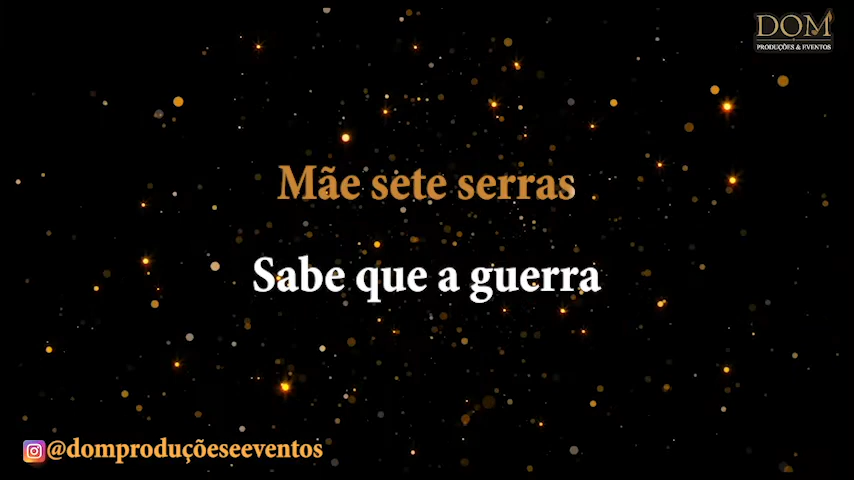 DOM
PRODUÇÕES & EVENTOS
Mãe sete serras
Sabe que a guerra
@domproduçõeseeventos